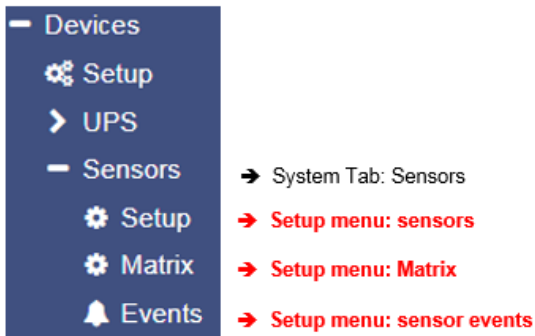 Devices
Setup
UPS
Sensors ➔ System Tab: Sensors
Setup ➔ Setup menu: sensors
Matrix ➔ Setup menu: Matrix
Events ➔ Setup menu: sensor events